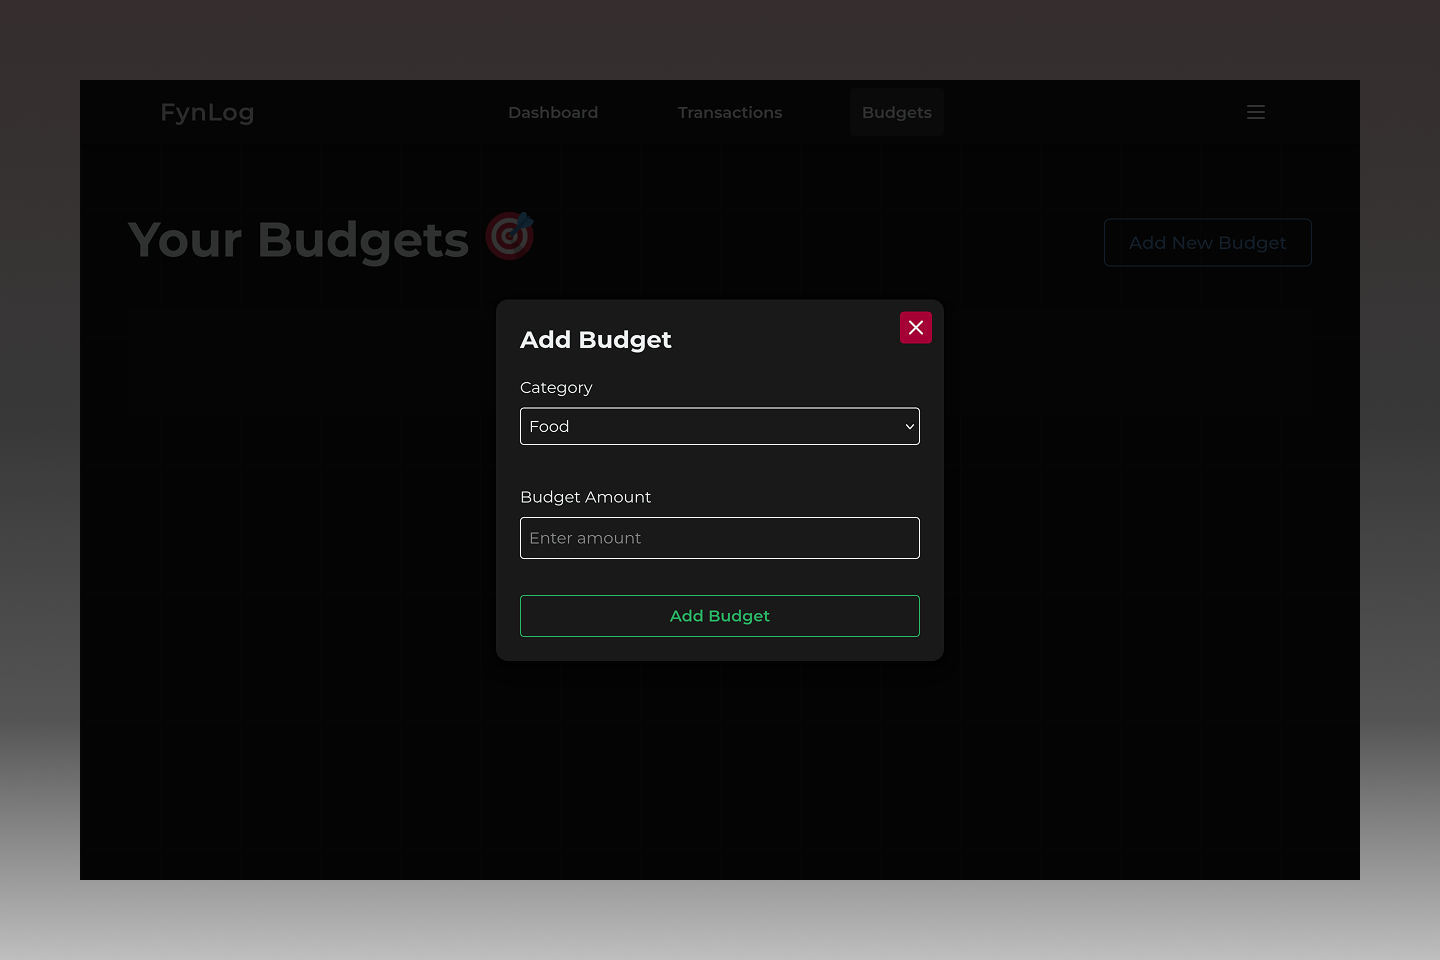 FynLog
Dashboard
Transactions
Budgets
Your Budgets 🎯
Add New Budget
Add Budget
Category
Food
Budget Amount
Enter amount
Add Budget